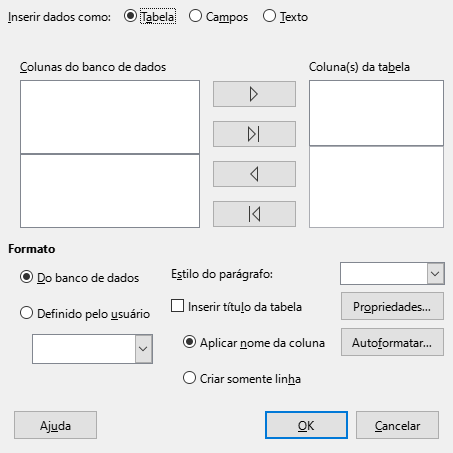 Inserir dados como: Tabela Campos Texto
Colunas do banco de dados Coluna(s) da tabela
Formato
Do banco de dados Estilo do parágrafo:
Inserir título da tabela Propriedades...
Definido pelo usuário
Aplicar nome da coluna Autoformatar...
Criar somente linha
Ajuda OK Cancelar